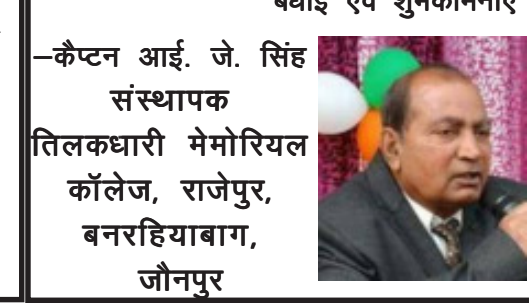 बधाई एवं शुभकामनाएं
–कैप्टन आई. जे. सिंह
संस्थापक
तिलकधारी मेमोरियल
कॉलेज, राजेपुर,
बनरहियाबाग,
जौनपुर